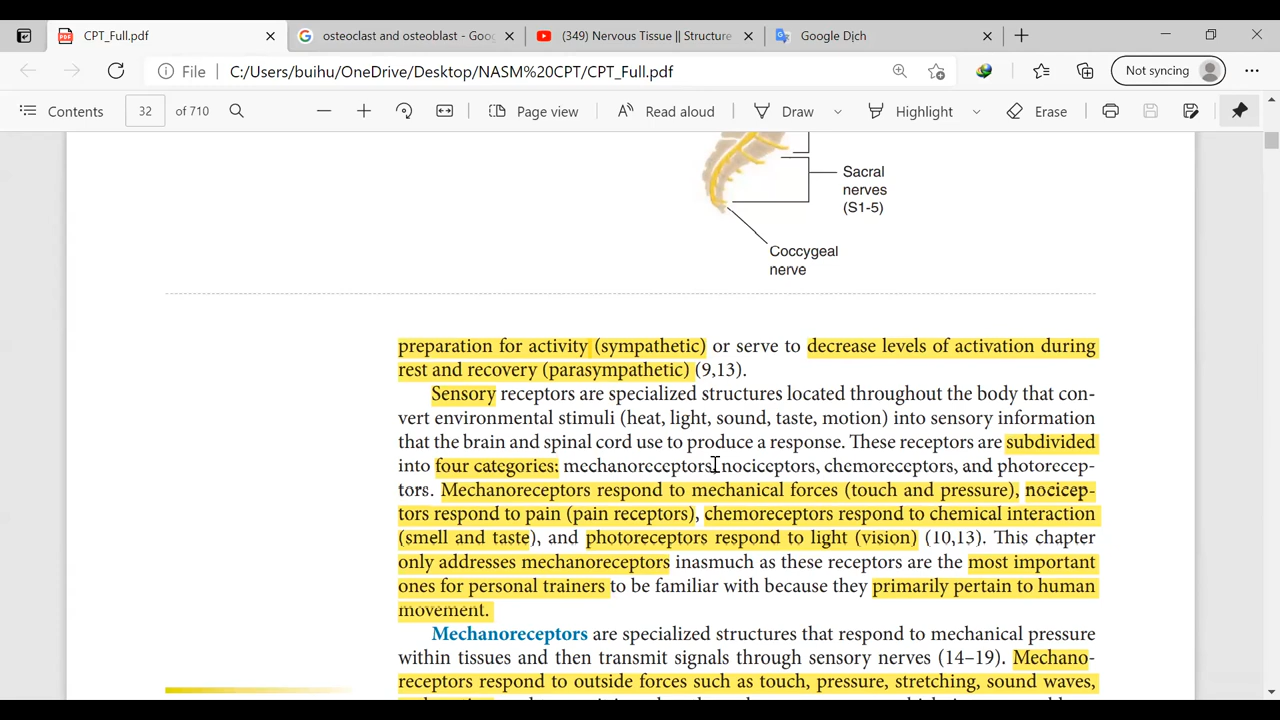 CPT_Full.pdf
osteoclast and osteoblast - Goog
(349) Nervous Tissue || Structure
Google Dịch
File
C:/Users/buihu/OneDrive/Desktop/NASM%20CPT/CPT_Full.pdf
Not syncing
Contents
32
of 710
Page view
Read aloud
Draw
Highlight
Erase
Sacral
nerves
(S1-5)
Coccygeal
nerve
preparation for activity (sympathetic) or serve to decrease levels of activation during
rest and recovery (parasympathetic) (9,13).
Sensory receptors are specialized structures located throughout the body that con-
vert environmental stimuli (heat, light, sound, taste, motion) into sensory information
that the brain and spinal cord use to produce a response. These receptors are subdivided
into four categories: mechanoreceptors, nociceptors, chemoreceptors, and photorecep-
tors. Mechanoreceptors respond to mechanical forces (touch and pressure), nocicep-
tors respond to pain (pain receptors), chemoreceptors respond to chemical interaction
(smell and taste), and photoreceptors respond to light (vision) (10,13). This chapter
only addresses mechanoreceptors inasmuch as these receptors are the most important
ones for personal trainers to be familiar with because they primarily pertain to human
movement.
Mechanoreceptors are specialized structures that respond to mechanical pressure
within tissues and then transmit signals through sensory nerves (14–19). Mechano-
receptors respond to outside forces such as touch, pressure, stretching, sound waves,